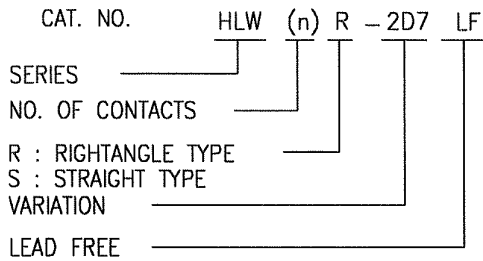 CAT. NO. HLW (n) R - 2D7 LF
SERIES
NO. OF CONTACTS
R : RIGHTANGLE TYPE
S : STRAIGHT TYPE
VARIATION
LEAD FREE